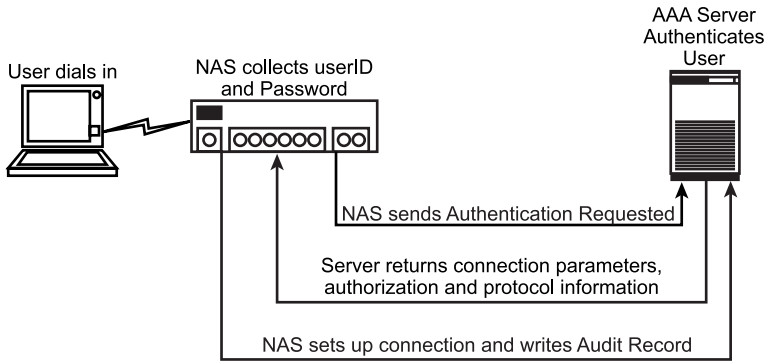 AAA Server
Authenticates
User
User dials in
NAS collects userID
and Password
NAS sends Authentication Requested
Server returns connection parameters,
authorization and protocol information
NAS sets up connection and writes Audit Record